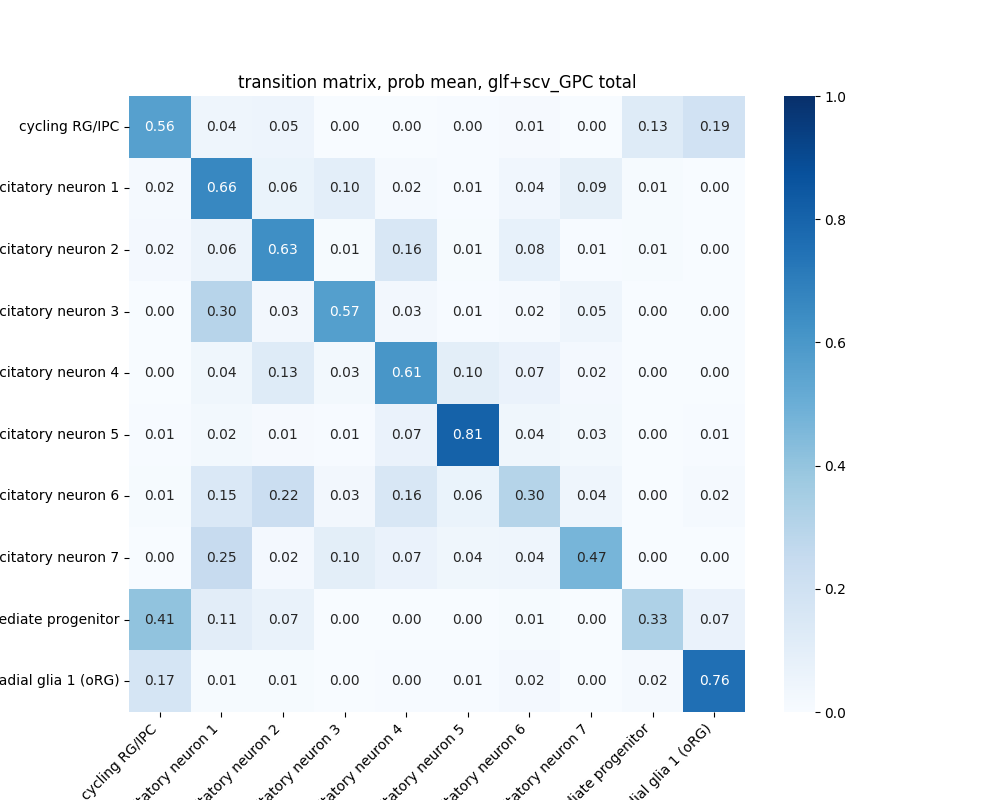 transition matrix, prob mean, glf+scv_GPC total
cycling RG/IPC 0.56 0.04 0.05 0.00 0.00 0.00 0.01 0.00 0.13 0.19
citatory neuron 1 0.02 0.66 0.06 0.10 0.02 0.01 0.04 0.09 0.01 0.00
citatory neuron 2 0.02 0.06 0.63 0.01 0.16 0.01 0.08 0.01 0.01 0.00
citatory neuron 3 0.00 0.30 0.03 0.57 0.03 0.01 0.02 0.05 0.00 0.00
citatory neuron 4 0.00 0.04 0.13 0.03 0.61 0.10 0.07 0.02 0.00 0.00
citatory neuron 5 0.01 0.02 0.01 0.01 0.07 0.81 0.04 0.03 0.00 0.01
citatory neuron 6 0.01 0.15 0.22 0.03 0.16 0.06 0.30 0.04 0.00 0.02
citatory neuron 7 0.00 0.25 0.02 0.10 0.07 0.04 0.04 0.47 0.00 0.00
ediate progenitor 0.41 0.11 0.07 0.00 0.00 0.00 0.01 0.00 0.33 0.07
adial glia 1 (oRG) 0.17 0.01 0.01 0.00 0.00 0.01 0.02 0.00 0.02 0.76
cycling RG/IPC
tatory neuron 1
tatory neuron 2
tatory neuron 3
tatory neuron 4
tatory neuron 5
tatory neuron 6
tatory neuron 7
diate progenitor
dial glia 1 (oRG)
1.0
0.8
0.6
0.4
0.2
0.0